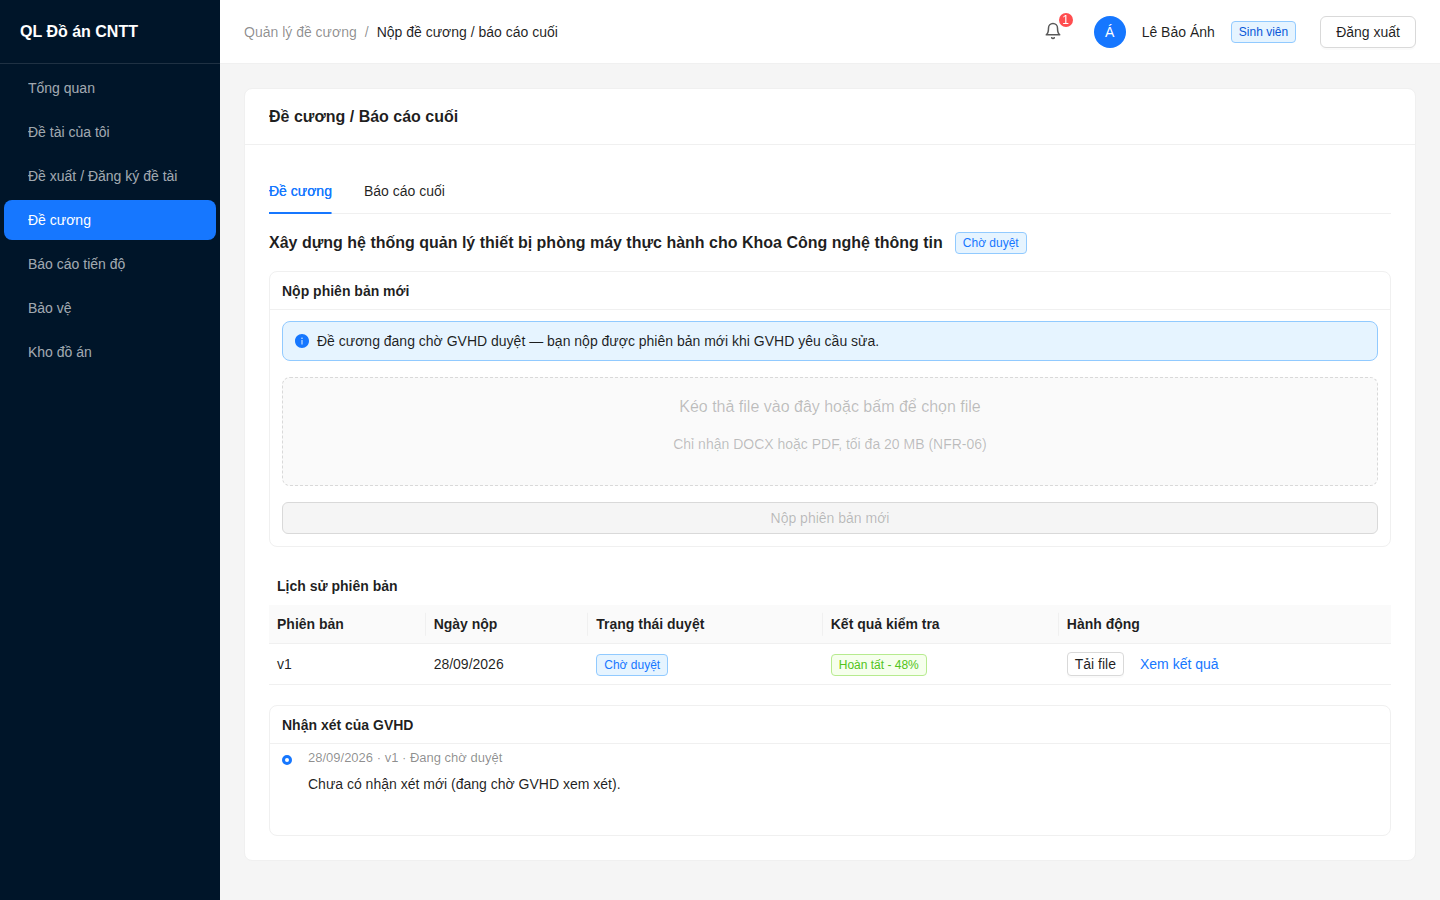 QL Đồ án CNTT
Quản lý đề cương / Nộp đề cương / báo cáo cuối
1
Á
Lê Bảo Ánh
Sinh viên
Đăng xuất
Tổng quan
Đề tài của tôi
Đề xuất / Đăng ký đề tài
Đề cương
Báo cáo tiến độ
Bảo vệ
Kho đồ án
Đề cương / Báo cáo cuối
Đề cương
Báo cáo cuối
Xây dựng hệ thống quản lý thiết bị phòng máy thực hành cho Khoa Công nghệ thông tin
Chờ duyệt
Nộp phiên bản mới
Đề cương đang chờ GVHD duyệt — bạn nộp được phiên bản mới khi GVHD yêu cầu sửa.
Kéo thả file vào đây hoặc bấm để chọn file
Chỉ nhận DOCX hoặc PDF, tối đa 20 MB (NFR-06)
Nộp phiên bản mới
Lịch sử phiên bản
Phiên bản Ngày nộp Trạng thái duyệt Kết quả kiểm tra Hành động
v1 28/09/2026 Chờ duyệt Hoàn tất - 48% Tải file Xem kết quả
Nhận xét của GVHD
28/09/2026 · v1 · Đang chờ duyệt
Chưa có nhận xét mới (đang chờ GVHD xem xét).